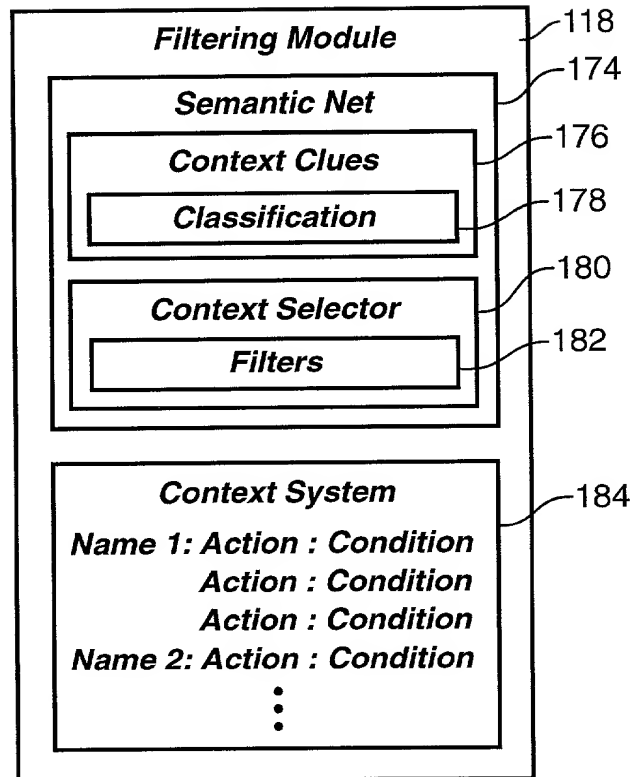 Filtering Module
118
Semantic Net
174
Context Clues
176
Classification
178
Context Selector
180
Filters
182
Context System
184
Name 1: Action : Condition
Action : Condition
Action : Condition
Name 2: Action : Condition